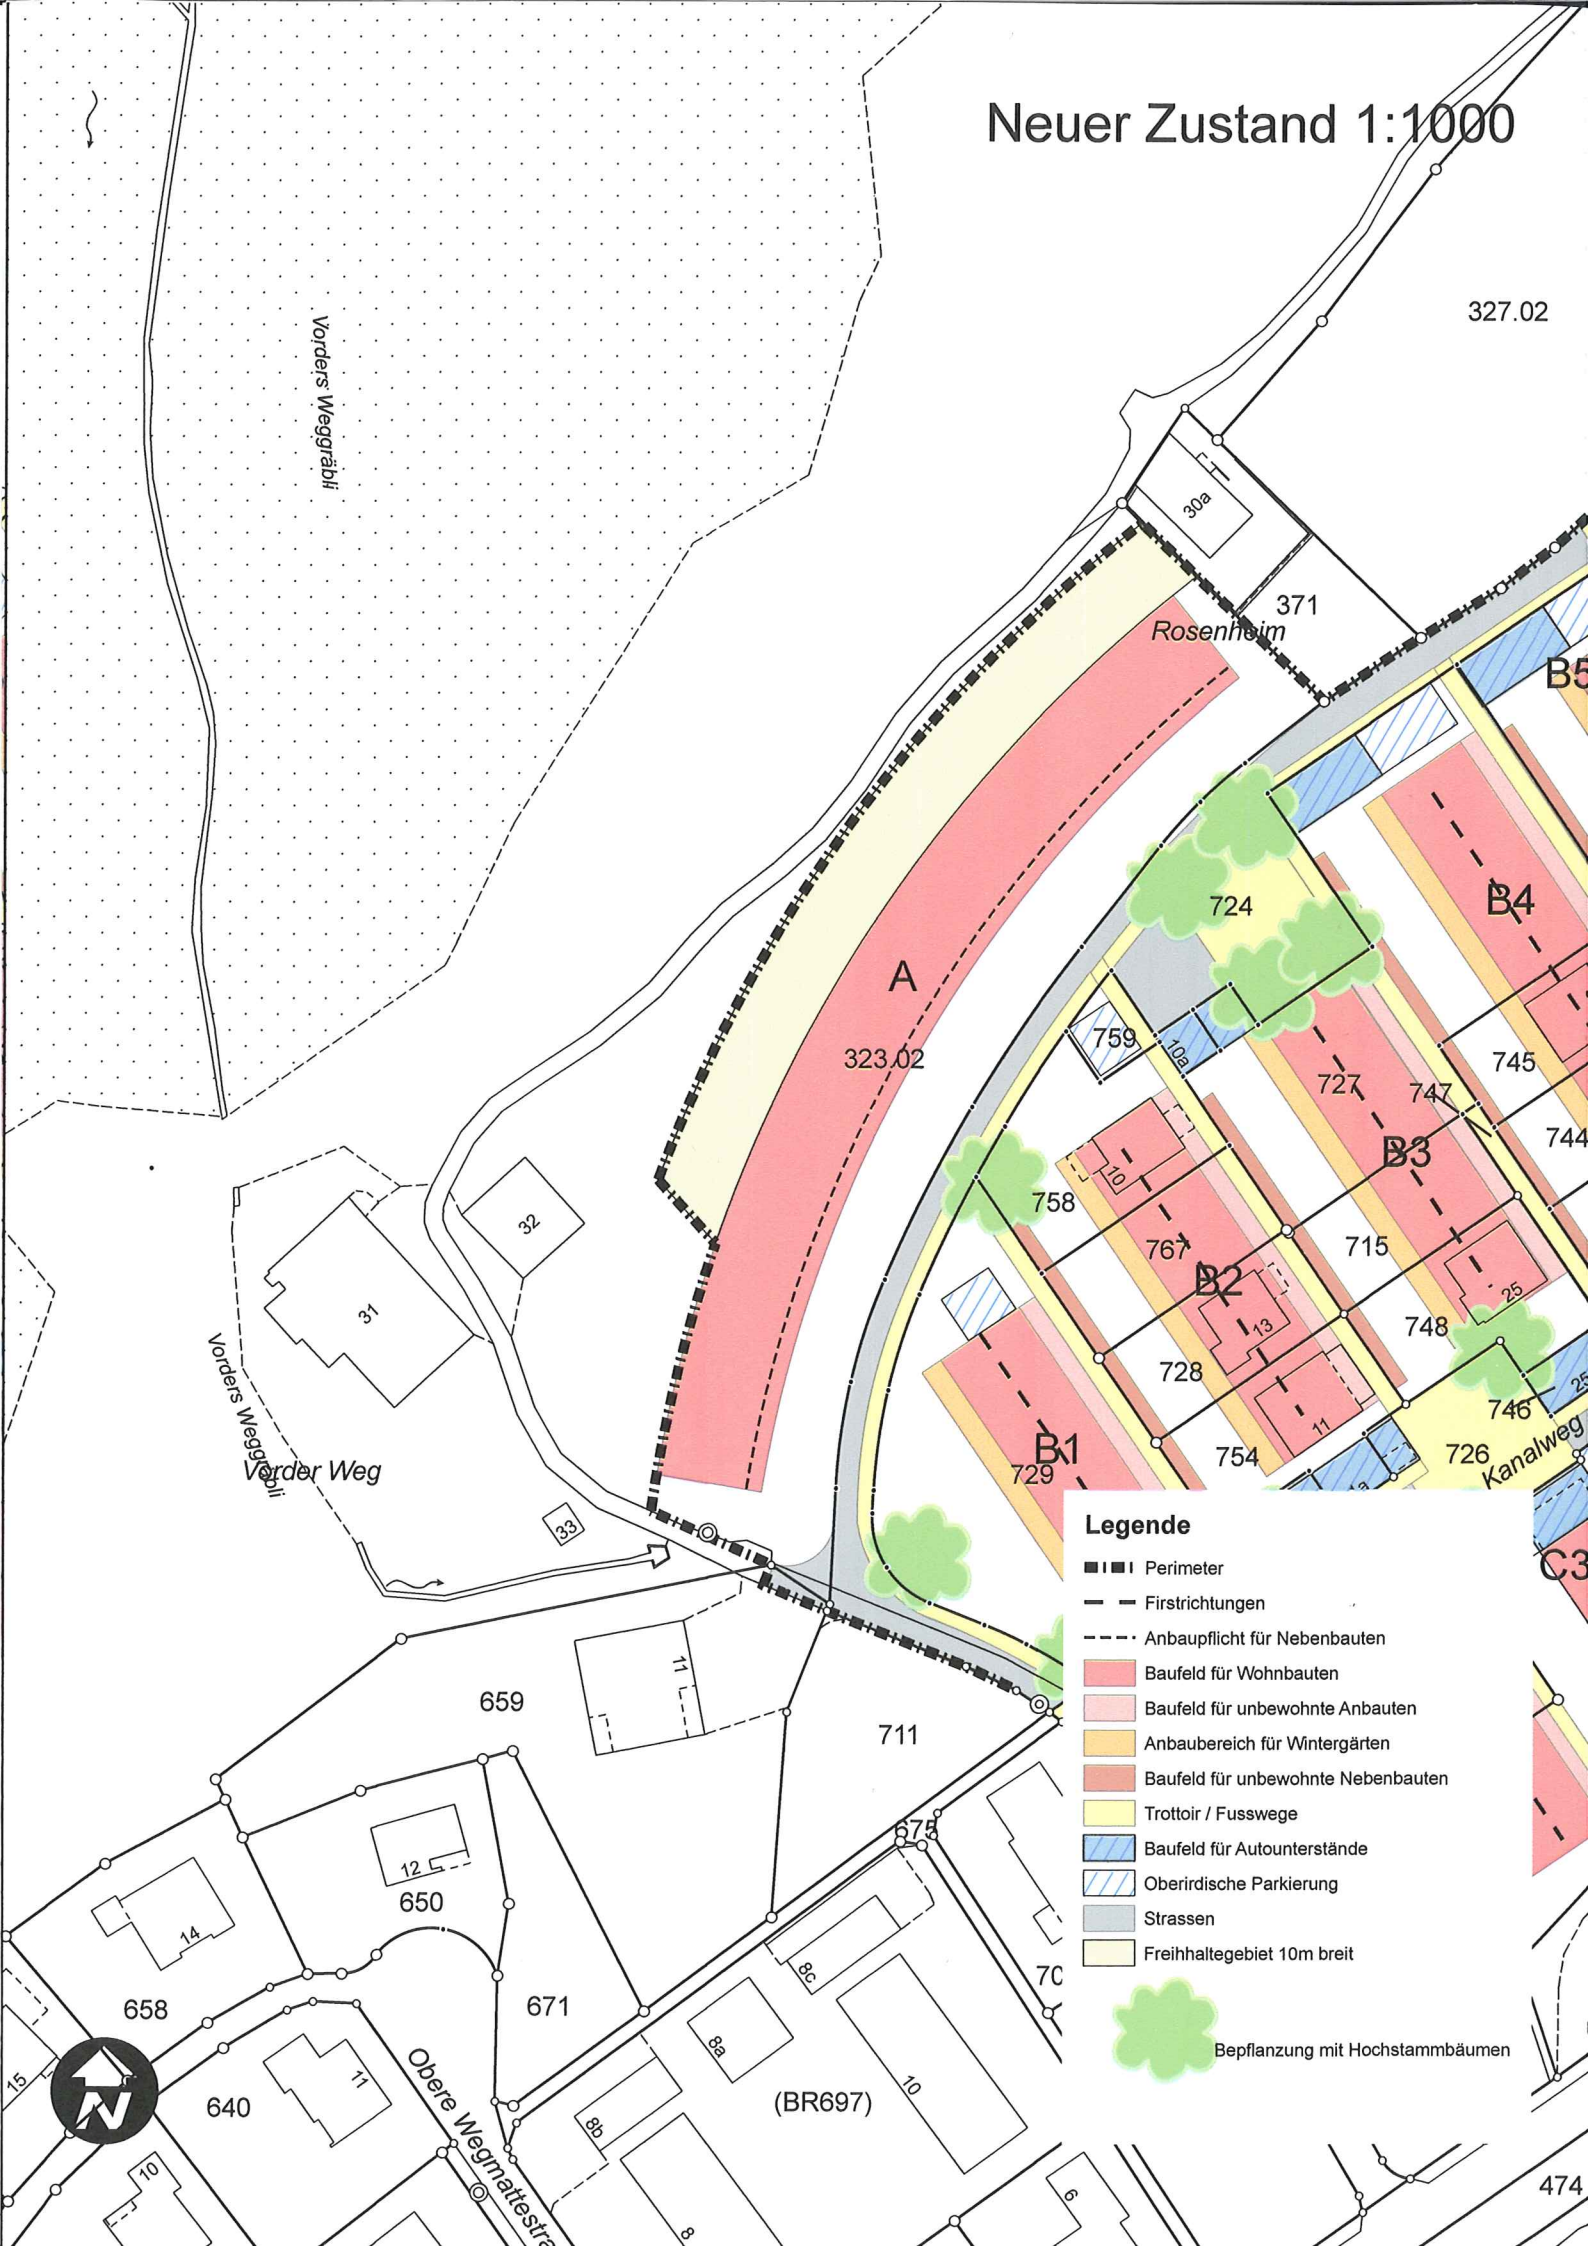 Neuer Zustand 1:1000
327.02
Vorders Weggräbli
30a
371
Rosenheim
B5
724
B4
A
759
10a
323.02
745
727
747
744
B3
32
10
758
767
715
B2
31
25
13
748
728
25
746
11
Vorders Weggräbli
B1
754
726
Kanalweg
Vorder Weg
729
33
C3
Legende
Perimeter
Firstrichtungen
Anbaupflicht für Nebenbauten
Baufeld für Wohnbauten
Baufeld für unbewohnte Anbauten
Anbaubereich für Wintergärten
Baufeld für unbewohnte Nebenbauten
Trottoir / Fusswege
Baufeld für Autounterstände
Oberirdische Parkierung
Strassen
Freihhaltegebiet 10m breit
Bepflanzung mit Hochstammbäumen
11
659
711
675
12
650
14
8c
70
658
671
8a
15
N
11
640
10
(BR697)
8b
Obere Wegmattestra
10
6
474
8